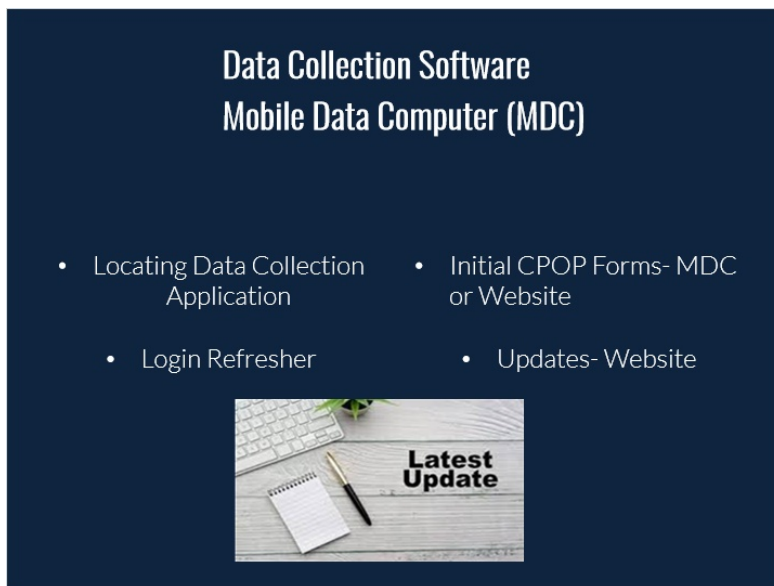 Data Collection Software
Mobile Data Computer (MDC)
• Locating Data Collection
Application
• Login Refresher
• Initial CPOP Forms- MDC
or Website
• Updates- Website
Latest
Update